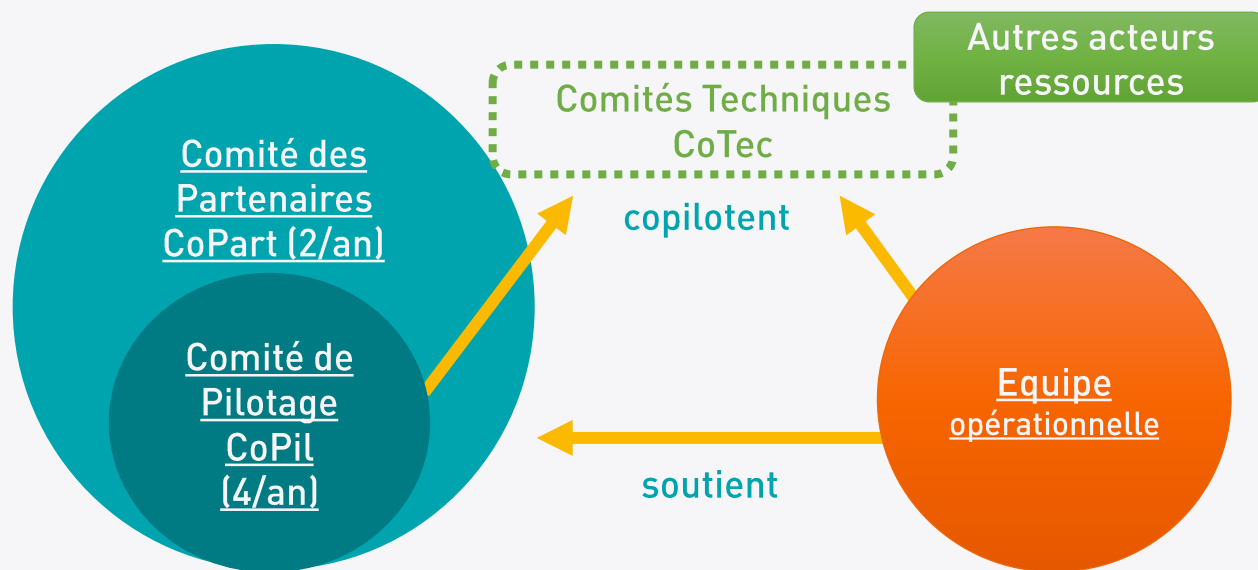 Autres acteurs
ressources
Comités Techniques
CoTec
Comité des
Partenaires
CoPart (2/an)
copilotent
Comité de
Pilotage
CoPil
(4/an)
Equipe
opérationnelle
soutient